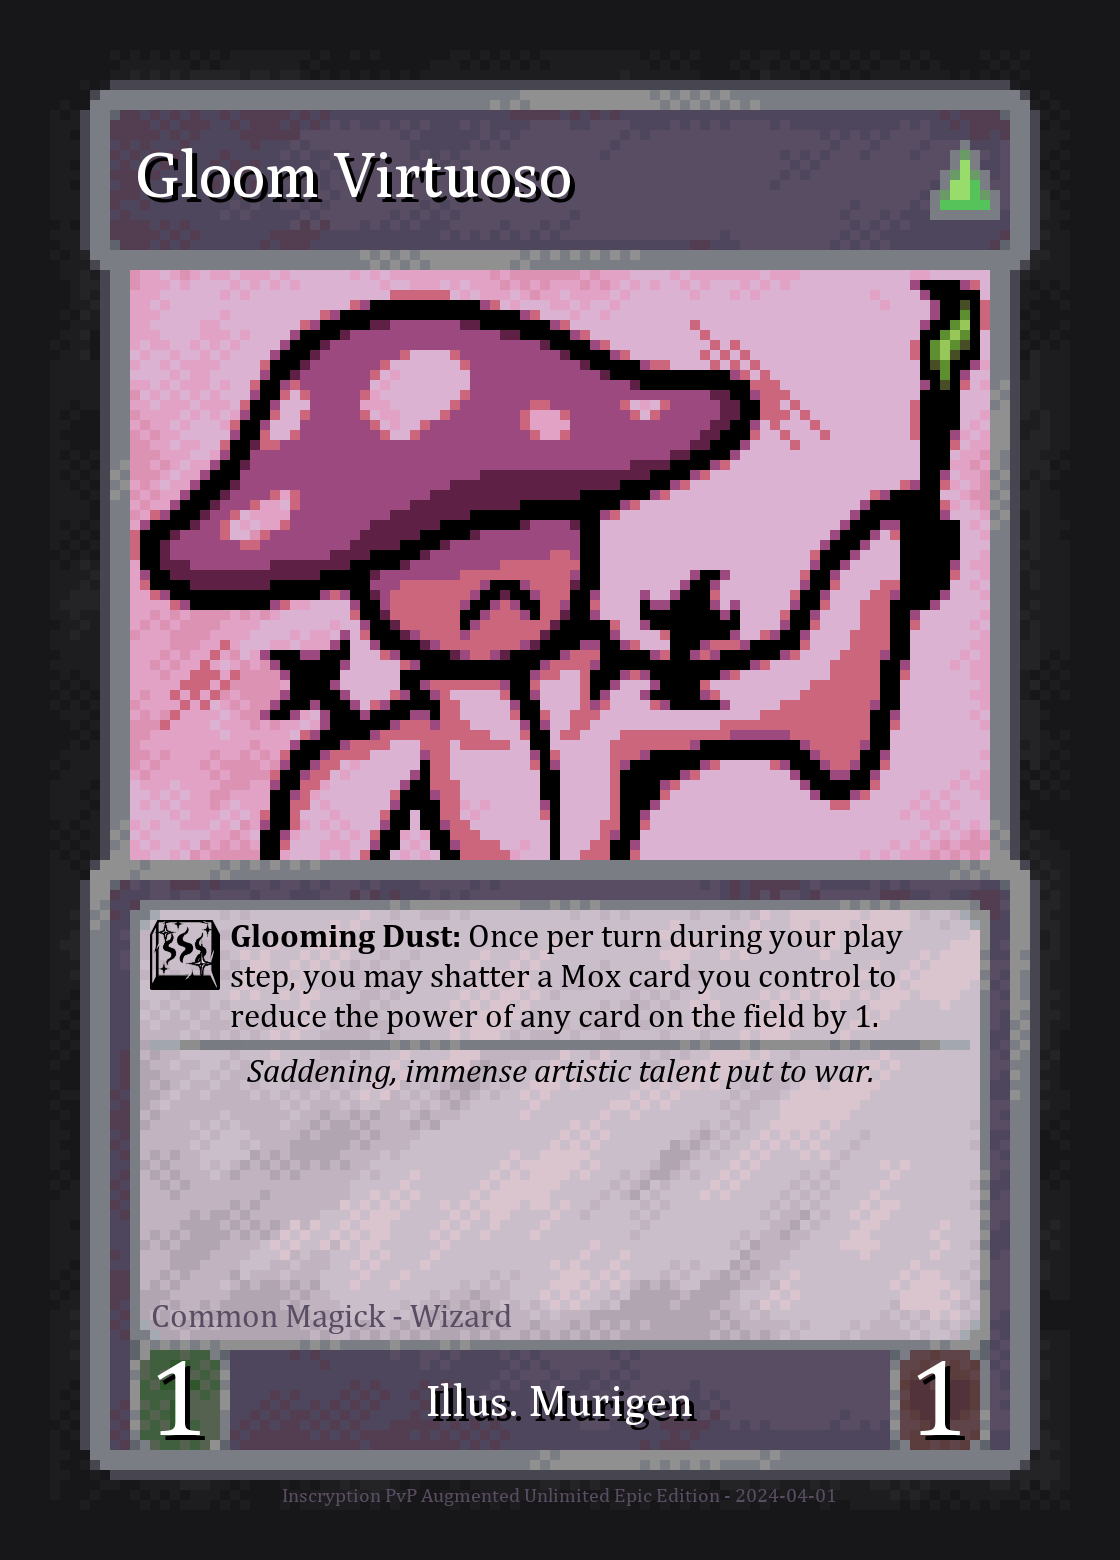 Gloom Virtuoso
Glooming Dust: Once per turn during your play
step, you may shatter a Mox card you control to
reduce the power of any card on the field by 1.
Saddening, immense artistic talent put to war.
Common Magick - Wizard
1
Illus. Murigen
1
Inscryption PvP Augmented Unlimited Epic Edition - 2024-04-01